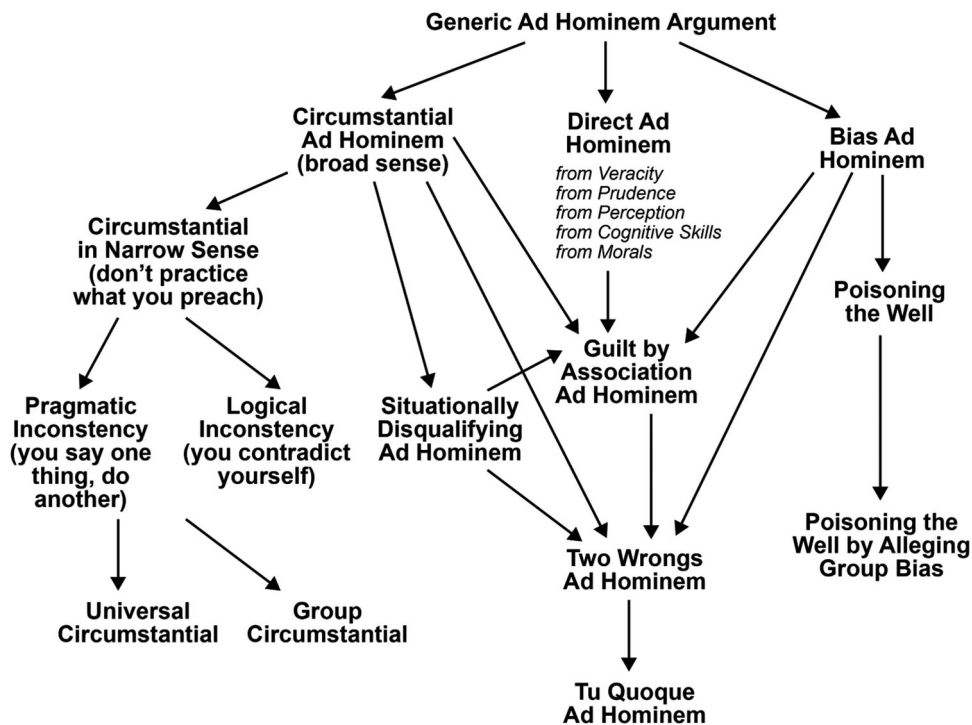 Generic Ad Hominem Argument
Circumstantial
Ad Hominem
(broad sense)
Direct Ad
Hominem
from Veracity
from Prudence
from Perception
from Cognitive Skills
from Morals
Bias Ad
Hominem
Circumstantial
in Narrow Sense
(don’t practice
what you preach)
Poisoning
the Well
Guilt by
Association
Ad Hominem
Pragmatic
Inconstency
(you say one
thing, do
another)
Logical
Inconstency
(you contradict
yourself)
Situationally
Disqualifying
Ad Hominem
Poisoning the
Well by Alleging
Group Bias
Two Wrongs
Ad Hominem
Universal
Circumstantial
Group
Circumstantial
Tu Quoque
Ad Hominem